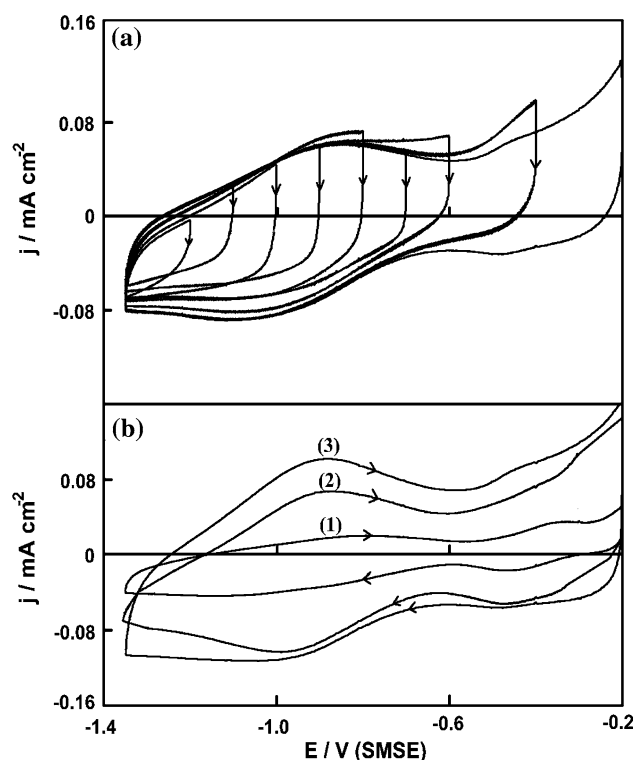 0.16
(a)
0.08
0
-0.08
j / mA cm⁻²
(b)
(3)
(2)
(1)
0.08
0
-0.08
-0.16
j / mA cm⁻²
-1.4 -1.0 -0.6 -0.2
E / V (SMSE)